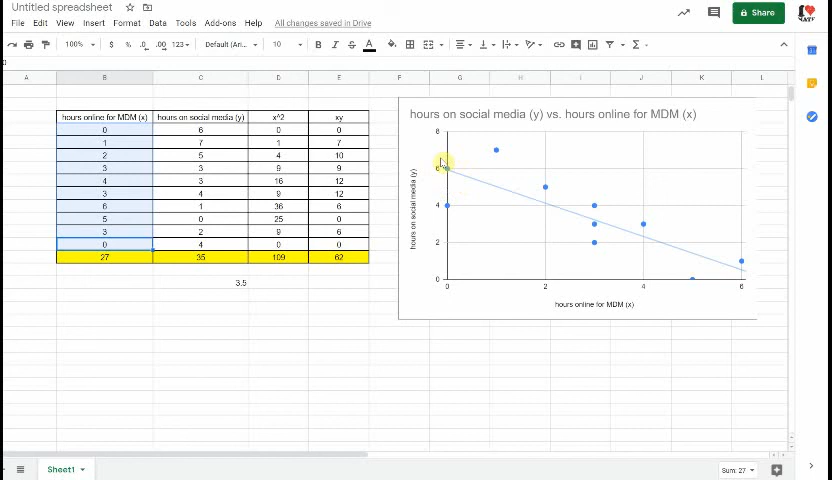 Untitled spreadsheet
File Edit View Insert Format Data Tools Add-ons Help All changes saved in Drive
Share
100% $ % .0 .00 123 Default (Ari... 10 B I S A
A B C D E F G H I J K L
hours online for MDM (x) hours on social media (y) x^2 xy
0 6 0 0
1 7 1 7
2 5 4 10
3 3 9 9
4 3 16 12
3 4 9 12
6 1 36 6
5 0 25 0
3 2 9 6
0 4 0 0
27 35 109 62
3.5
hours on social media (y) vs. hours online for MDM (x)
hours on social media (y)
8
6
4
2
0
0 2 4 6
hours online for MDM (x)
Sheet1
Sum: 27